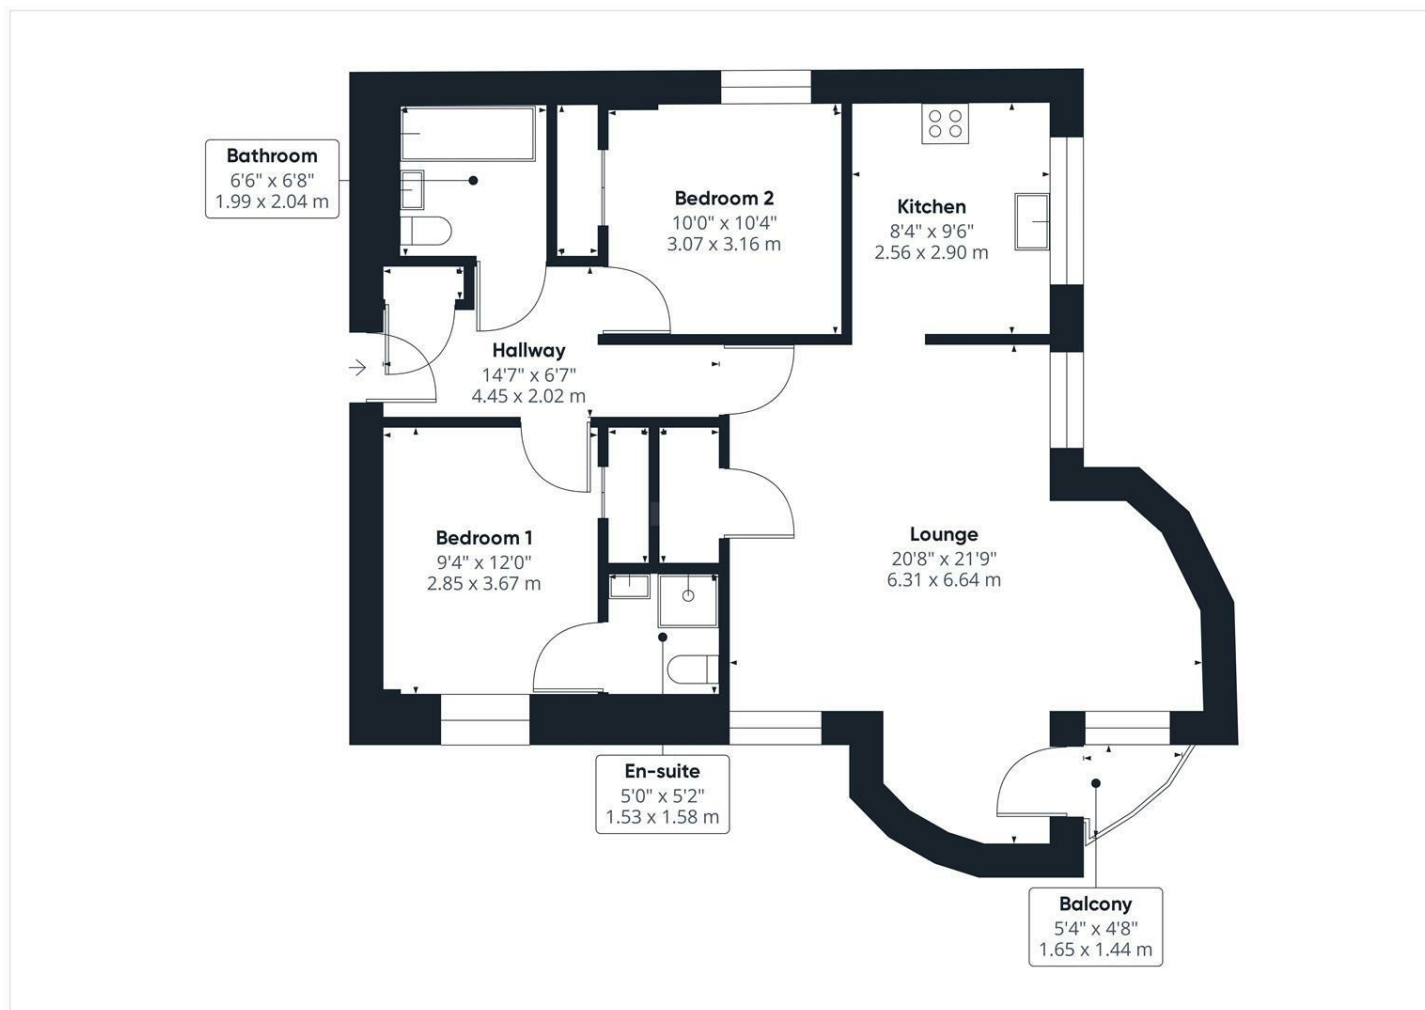 Bathroom
6'6" x 6'8"
1.99 x 2.04 m
Bedroom 2
10'0" x 10'4"
3.07 x 3.16 m
Kitchen
8'4" x 9'6"
2.56 x 2.90 m
Hallway
14'7" x 6'7"
4.45 x 2.02 m
Bedroom 1
9'4" x 12'0"
2.85 x 3.67 m
Lounge
20'8" x 21'9"
6.31 x 6.64 m
En-suite
5'0" x 5'2"
1.53 x 1.58 m
Balcony
5'4" x 4'8"
1.65 x 1.44 m